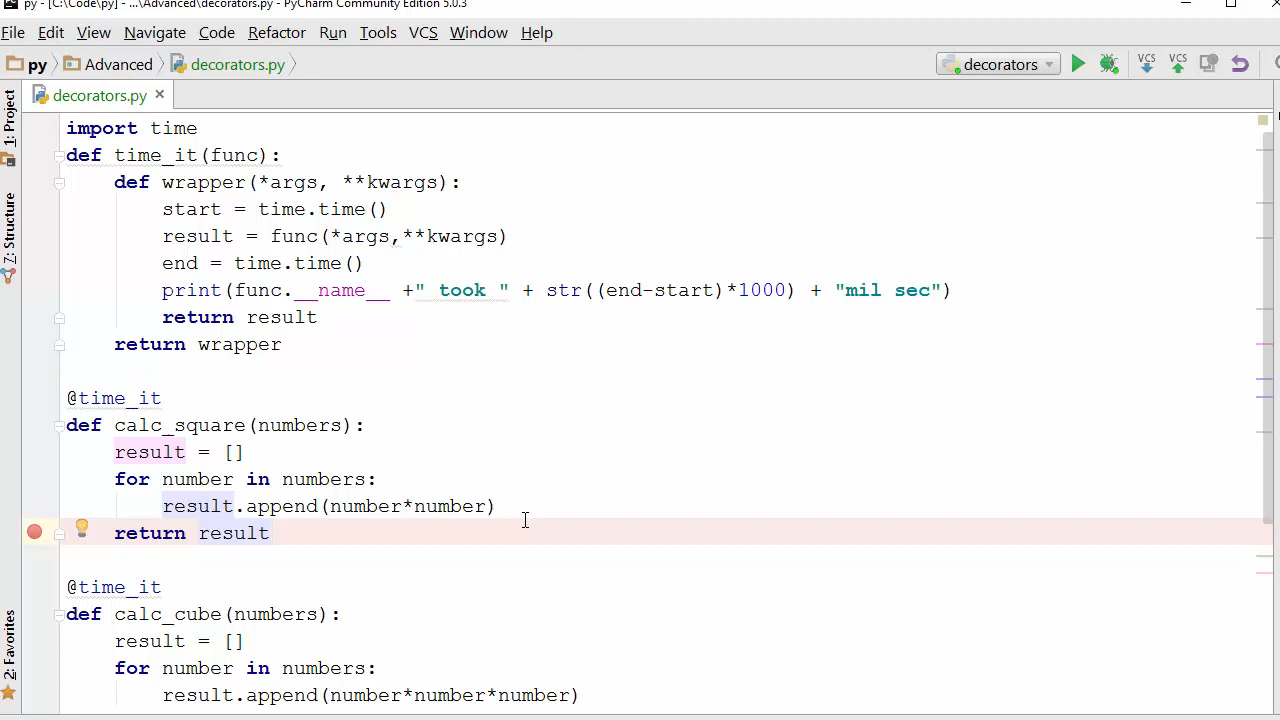 py - [C:\Code\py] - ...\Advanced\decorators.py - PyCharm Community Edition 5.0.3
File Edit View Navigate Code Refactor Run Tools VCS Window Help
py Advanced decorators.py decorators VCS VCS
decorators.py
1: Project
7: Structure
2: Favorites
import time
def time_it(func):
    def wrapper(*args, **kwargs):
        start = time.time()
        result = func(*args,**kwargs)
        end = time.time()
        print(func.__name__ +" took " + str((end-start)*1000) + "mil sec")
        return result
    return wrapper
@time_it
def calc_square(numbers):
    result = []
    for number in numbers:
        result.append(number*number)
    return result
@time_it
def calc_cube(numbers):
    result = []
    for number in numbers:
        result.append(number*number*number)